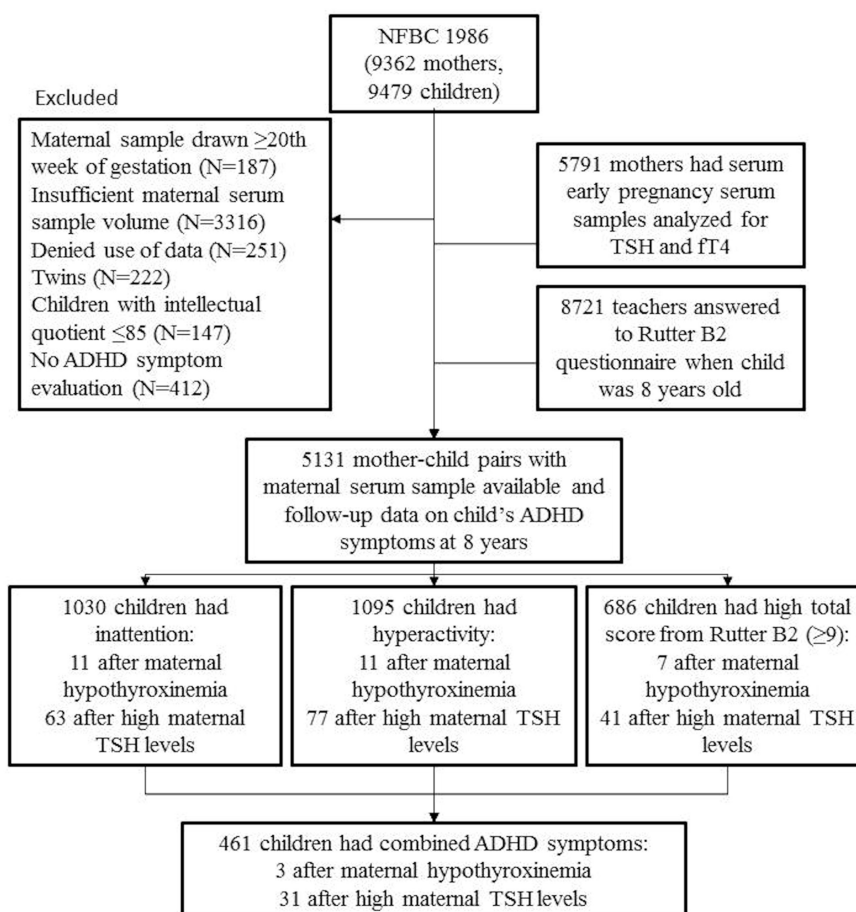 NFBC 1986
(9362 mothers,
9479 children)
Excluded
Maternal sample drawn ≥20th
week of gestation (N=187)
Insufficient maternal serum
sample volume (N=3316)
Denied use of data (N=251)
Twins (N=222)
Children with intellectual
quotient ≤85 (N=147)
No ADHD symptom
evaluation (N=412)
5791 mothers had serum
early pregnancy serum
samples analyzed for
TSH and fT4
8721 teachers answered
to Rutter B2
questionnaire when child
was 8 years old
5131 mother-child pairs with
maternal serum sample available and
follow-up data on child’s ADHD
symptoms at 8 years
1030 children had
inattention:
11 after maternal
hypothyroxinemia
63 after high maternal
TSH levels
1095 children had
hyperactivity:
11 after maternal
hypothyroxinemia
77 after high maternal TSH
levels
686 children had high total
score from Rutter B2 (≥9):
7 after maternal
hypothyroxinemia
41 after high maternal TSH
levels
461 children had combined ADHD symptoms:
3 after maternal hypothyroxinemia
31 after high maternal TSH levels